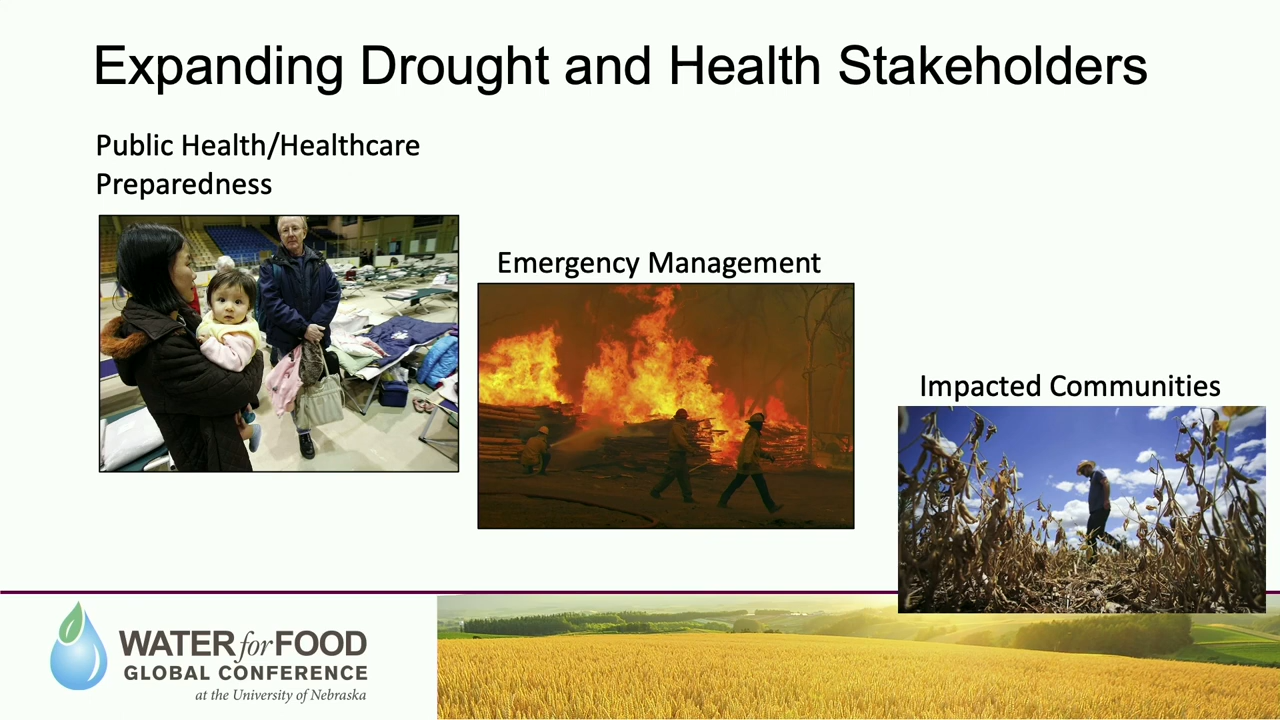 Expanding Drought and Health Stakeholders
Public Health/Healthcare
Preparedness
Emergency Management
Impacted Communities
WATER for FOOD
GLOBAL CONFERENCE
at the University of Nebraska